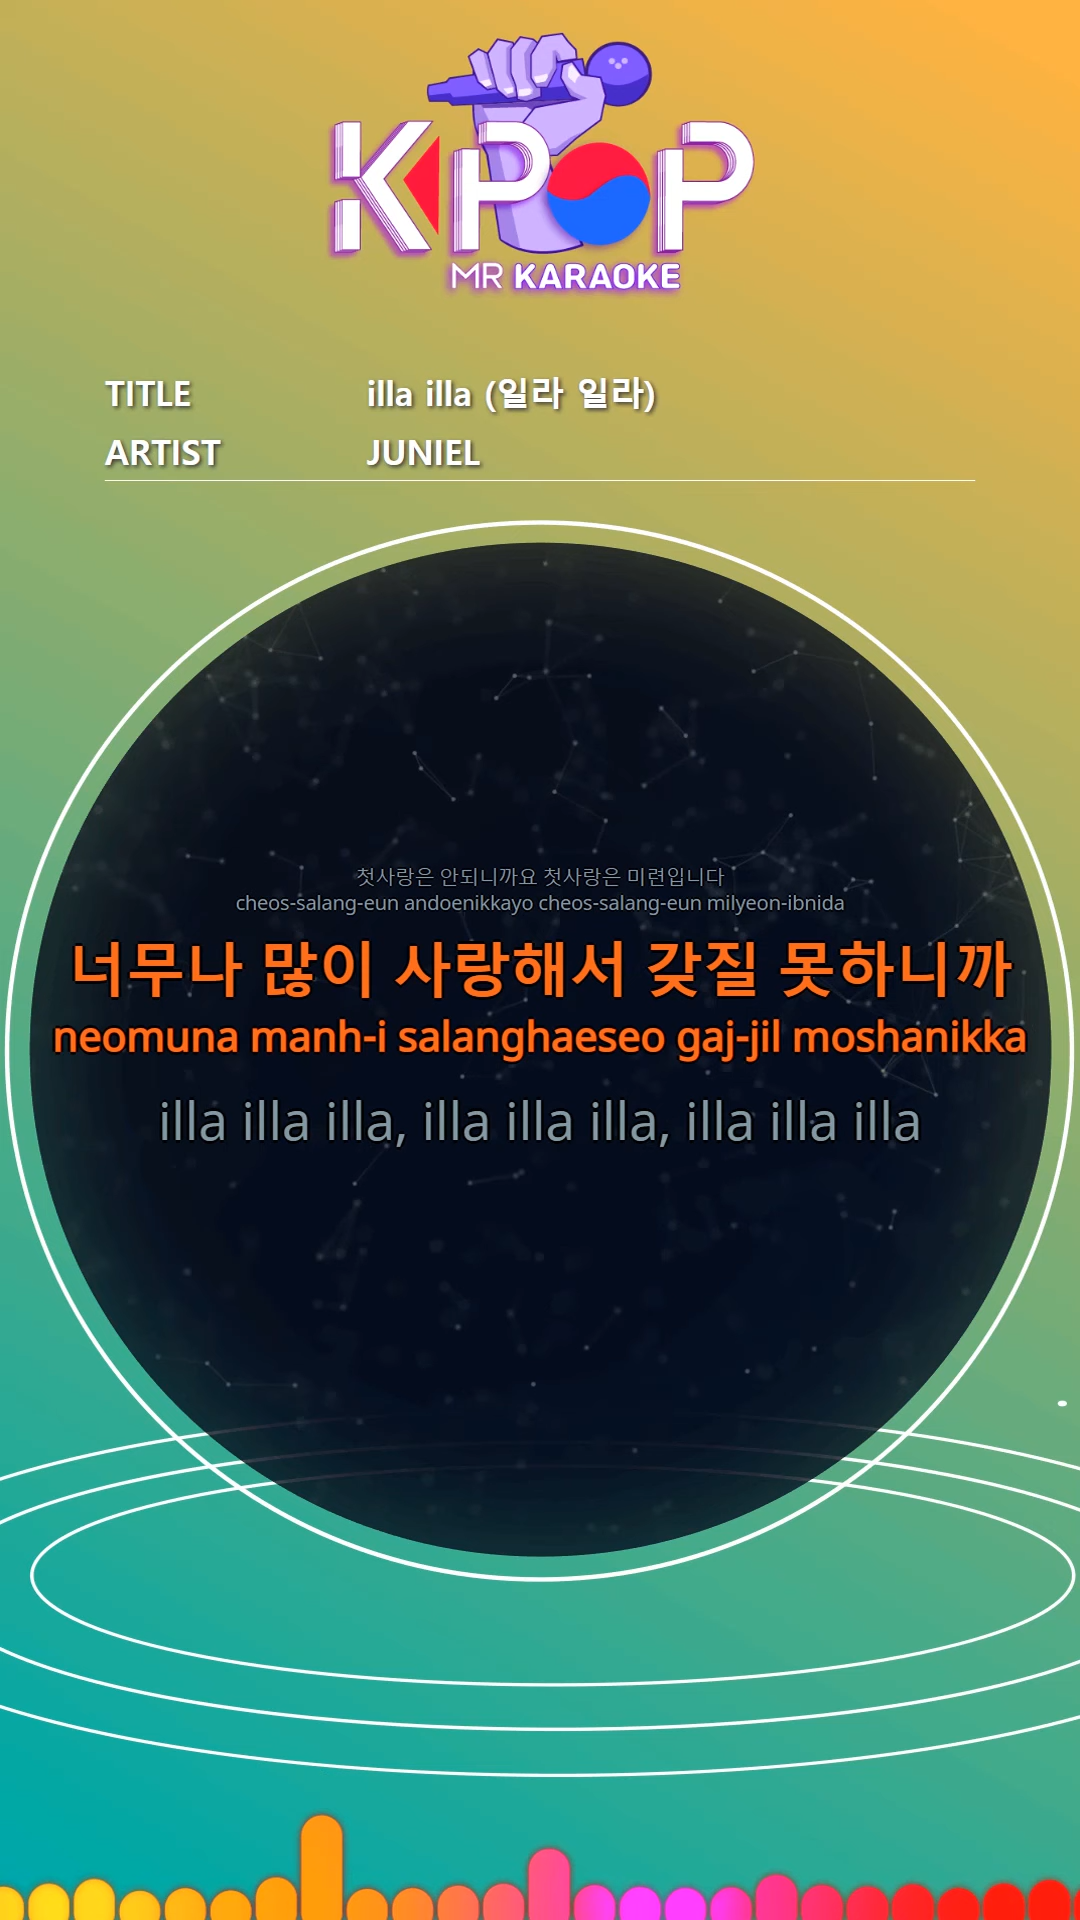 KPOP
MR KARAOKE
TITLE illa illa (일라 일라)
ARTIST JUNIEL
첫사랑은 안되니까요 첫사랑은 미련입니다
cheos-salang-eun andoenikkayo cheos-salang-eun milyeon-ibnida
너무나 많이 사랑해서 갖질 못하니까
neomuna manh-i salanghaeseo gaj-jil moshanikka
illa illa illa, illa illa illa, illa illa illa